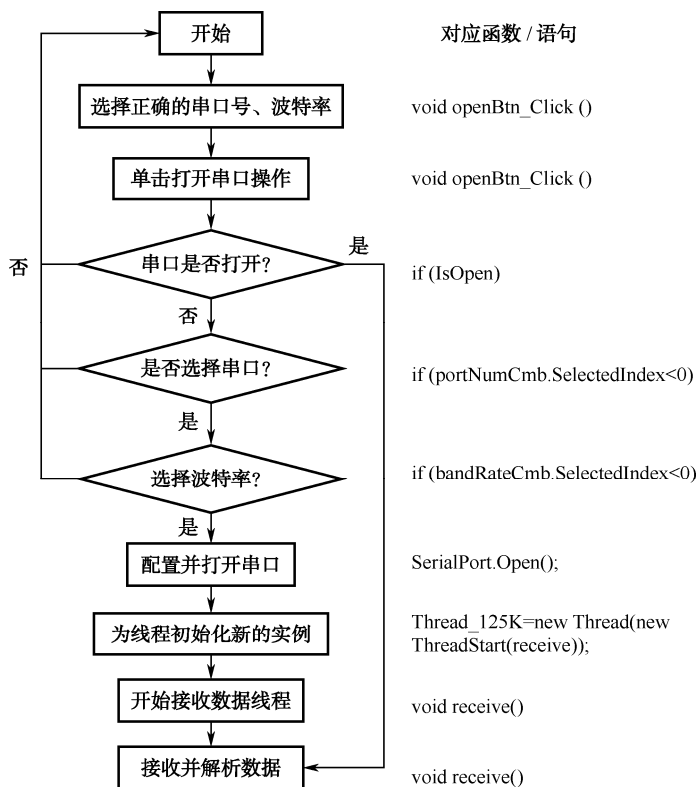 开始
对应函数 / 语句
选择正确的串口号、波特率
void openBtn_Click ()
单击打开串口操作
void openBtn_Click ()
是
否
串口是否打开？
if (IsOpen)
否
是否选择串口？
if (portNumCmb.SelectedIndex<0)
是
选择波特率？
if (bandRateCmb.SelectedIndex<0)
是
配置并打开串口
SerialPort.Open();
为线程初始化新的实例
Thread_125K=new Thread(new
ThreadStart(receive));
开始接收数据线程
void receive()
接收并解析数据
void receive()